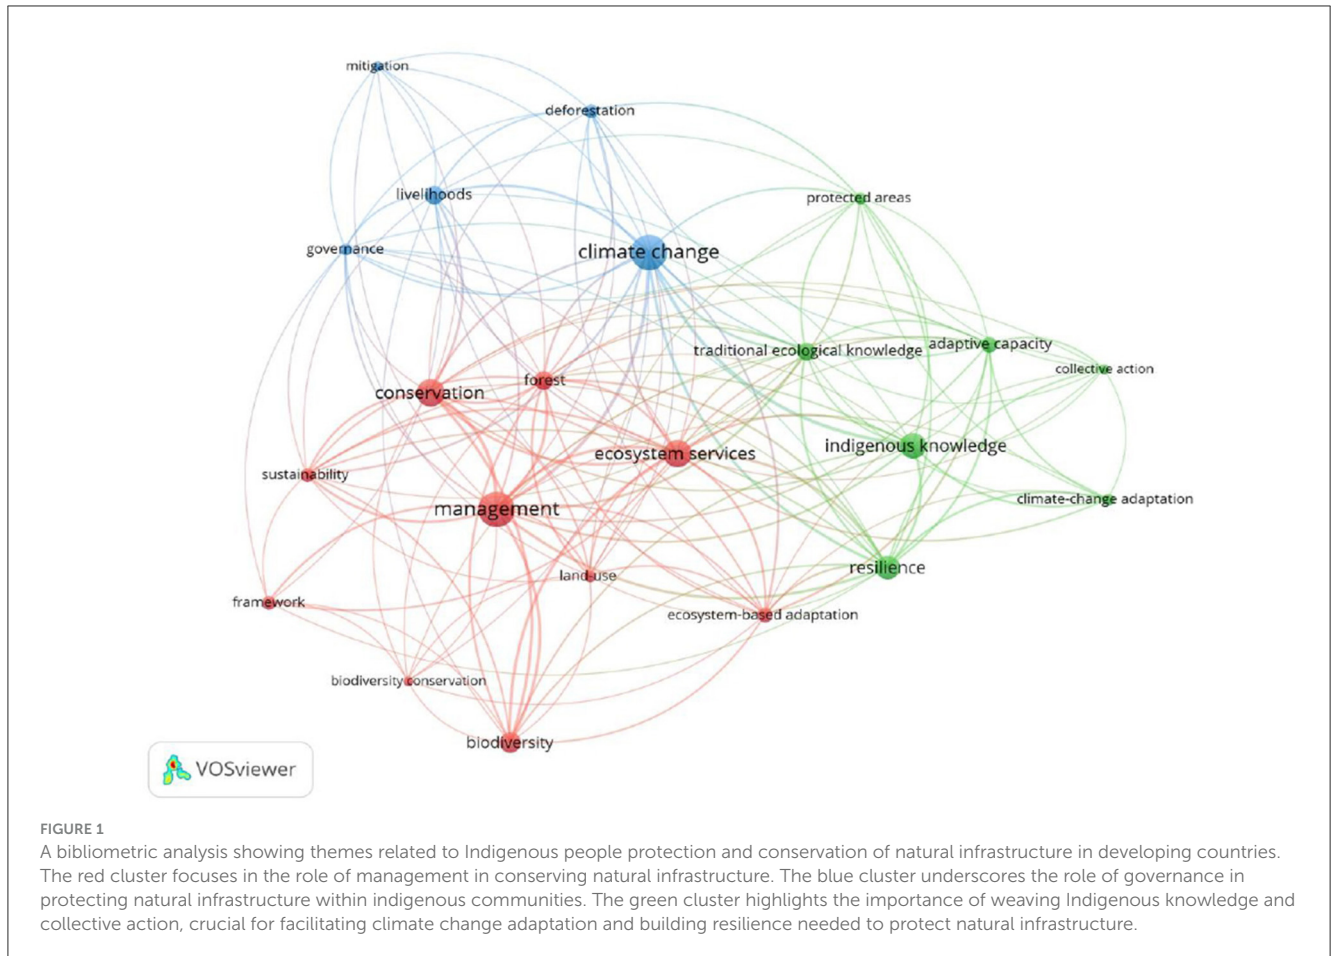 mitigation
deforestation
livelihoods
protected areas
governance
climate change
traditional ecological knowledge
adaptive capacity
collective action
forest
conservation
indigenous knowledge
ecosystem services
sustainability
climate-change adaptation
management
resilience
land-use
framework
ecosystem-based adaptation
biodiversity conservation
biodiversity
VOSviewer
FIGURE 1
A bibliometric analysis showing themes related to Indigenous people protection and conservation of natural infrastructure in developing countries.
The red cluster focuses in the role of management in conserving natural infrastructure. The blue cluster underscores the role of governance in
protecting natural infrastructure within indigenous communities. The green cluster highlights the importance of weaving Indigenous knowledge and
collective action, crucial for facilitating climate change adaptation and building resilience needed to protect natural infrastructure.